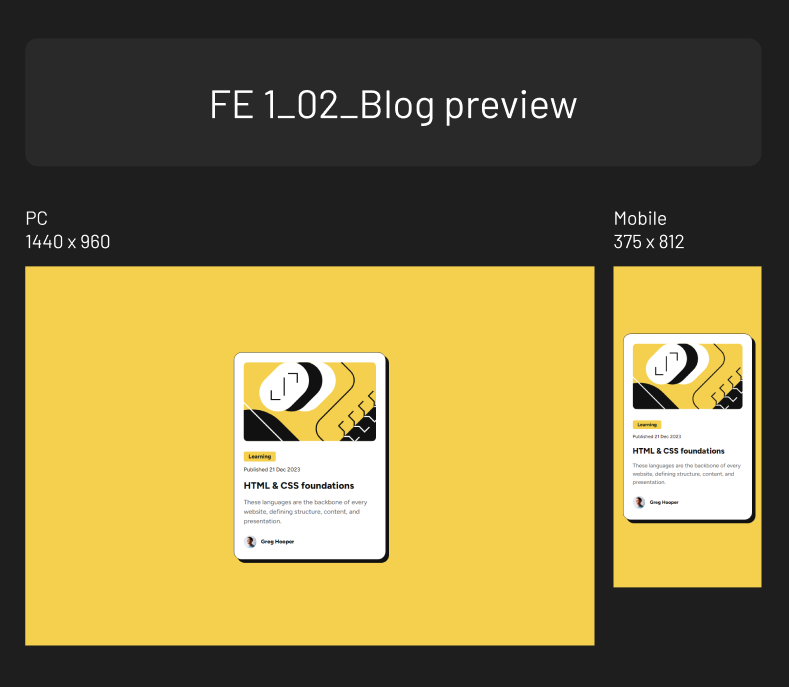 FE 1_02_Blog preview
PC
1440 x 960
Mobile
375 x 812
Learning
Published 21 Dec 2023
HTML & CSS foundations
These languages are the backbone of every
website, defining structure, content, and
presentation.
Greg Hooper
Learning
Published 21 Dec 2023
HTML & CSS foundations
These languages are the backbone of every
website, defining structure, content, and
presentation.
Greg Hooper